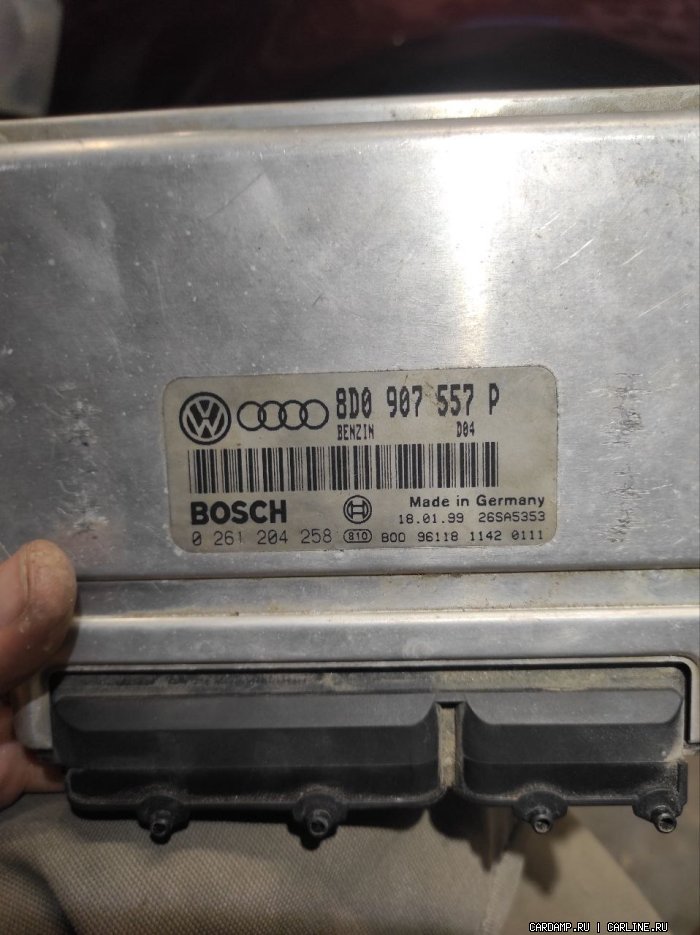 8D0 907 557 P
BENZIN D04
BOSCH Made in Germany
18.01.99 26SA5353
0 261 204 258 810 800 96118 1142 0111
CARDAMP.RU | CARLINE.RU